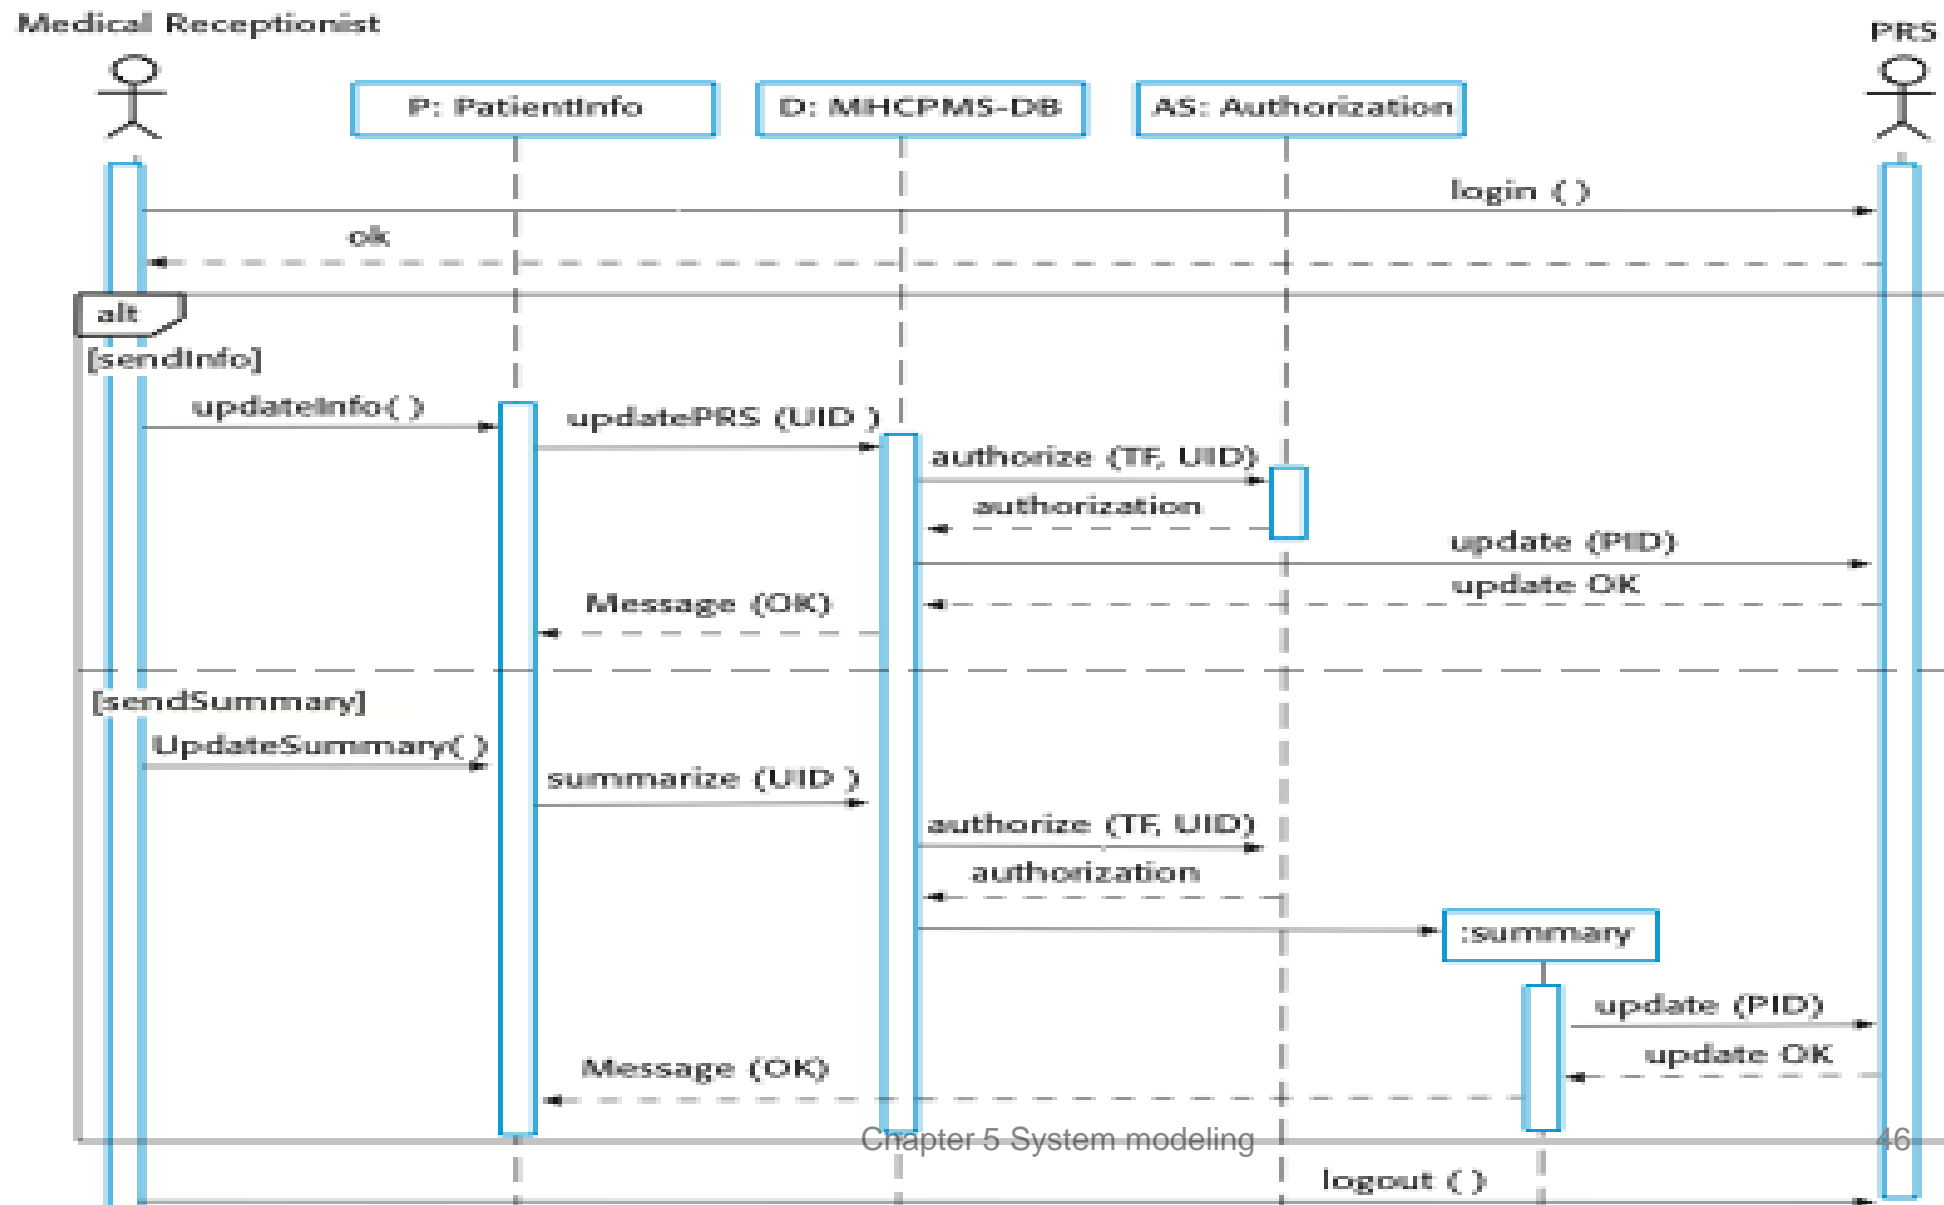 Medical Receptionist
PRS
P: PatientInfo
D: MHCPMS-DB
AS: Authorization
login ( )
ok
alt
[sendInfo]
updateInfo( )
updatePRS (UID )
authorize (TF, UID)
authorization
update (PID)
update OK
Message (OK)
[sendSummary]
UpdateSummary( )
summarize (UID )
authorize (TF, UID)
authorization
:summary
update (PID)
update OK
Message (OK)
Chapter 5 System modeling
46
logout ( )